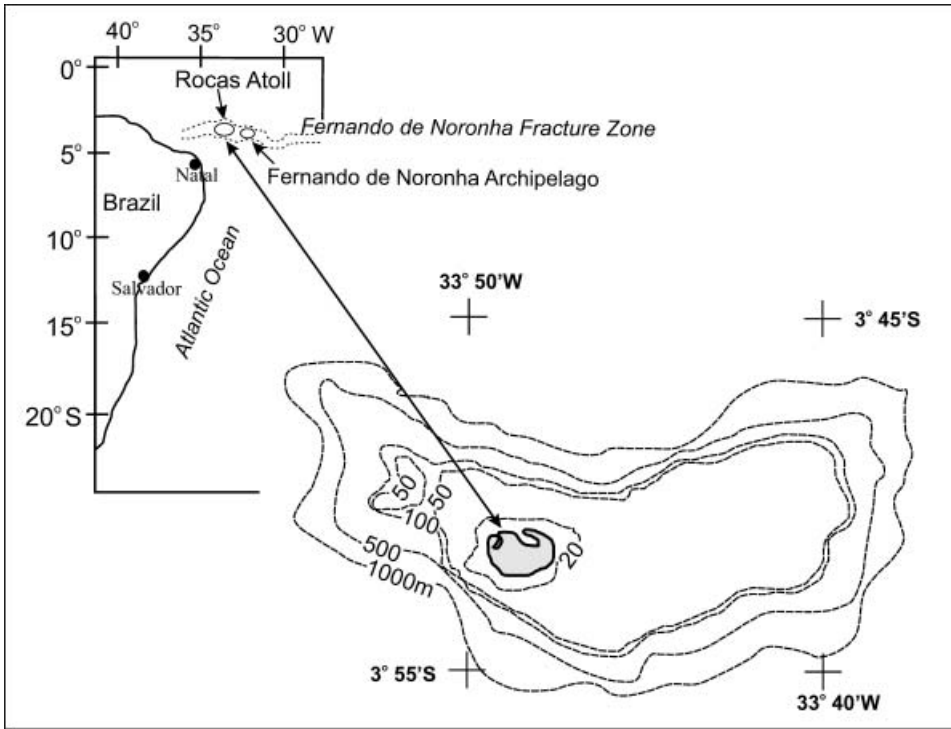 40° 35° 30° W
0°
Rocas Atoll
Fernando de Noronha Fracture Zone
5°
Natal
Fernando de Noronha Archipelago
Brazil
10°
Salvador
Atlantic Ocean
15°
20°S
33° 50'W
3° 45'S
50
50
100
500
1000m
20
3° 55'S
33° 40'W